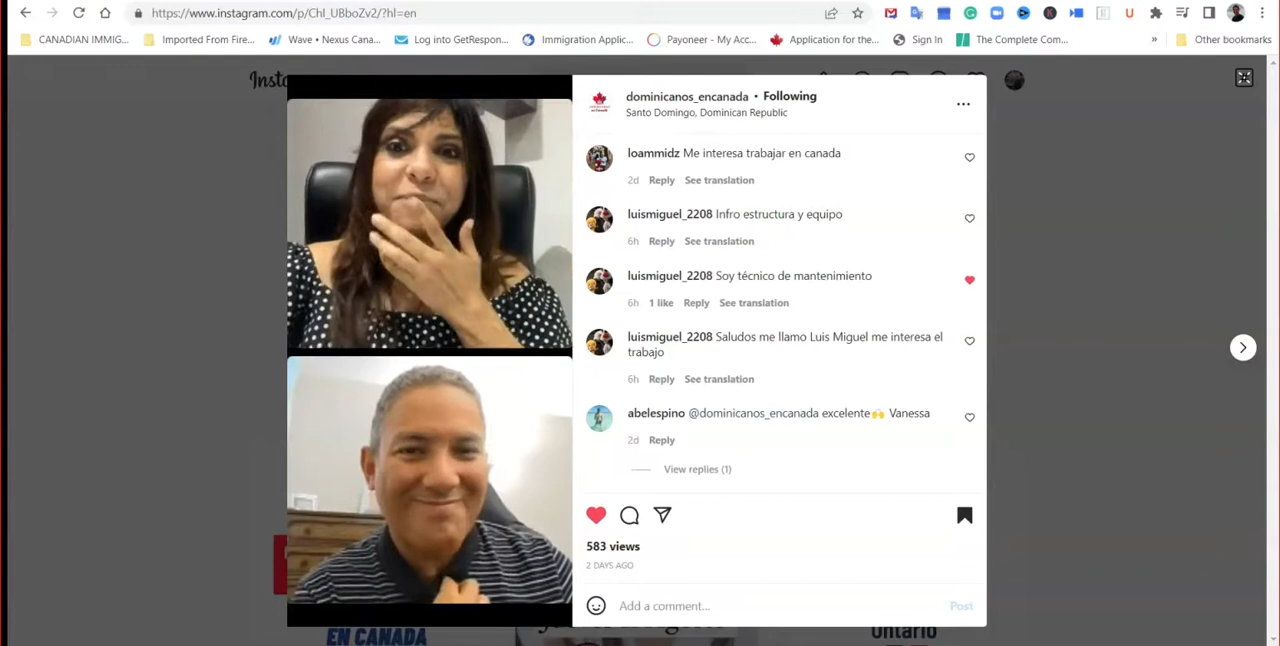 https://www.instagram.com/p/Chl_UBboZv2/?hl=en
CANADIAN IMMIG...
Imported From Fire...
Wave • Nexus Cana...
Log into GetRespon...
Immigration Applic...
Payoneer - My Acc...
Application for the...
Sign In
The Complete Com...
»
Other bookmarks
Insta
dominicanos_encanada • Following
Santo Domingo, Dominican Republic
loammidz Me interesa trabajar en canada
2d Reply See translation
luismiguel_2208 Infro estructura y equipo
6h Reply See translation
luismiguel_2208 Soy técnico de mantenimiento
6h 1 like Reply See translation
luismiguel_2208 Saludos me llamo Luis Miguel me interesa el
trabajo
6h Reply See translation
abelespino @dominicanos_encanada excelente🙌 Vanessa
2d Reply
View replies (1)
583 views
2 DAYS AGO
Add a comment...
Post
EN CANADA
Ontario